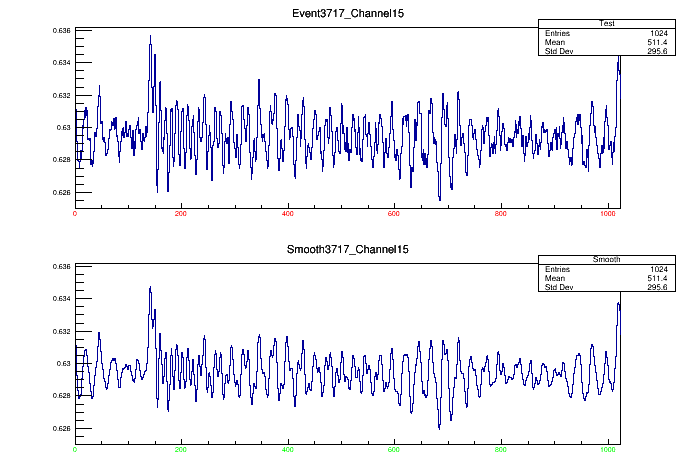 Event3717_Channel15
Test
Entries 1024
Mean 511.4
Std Dev 295.6
0.636
0.634
0.632
0.63
0.628
0.626
0 200 400 600 800 1000
Smooth3717_Channel15
Smooth
Entries 1024
Mean 511.4
Std Dev 295.6
0.636
0.634
0.632
0.63
0.628
0.626
0 200 400 600 800 1000